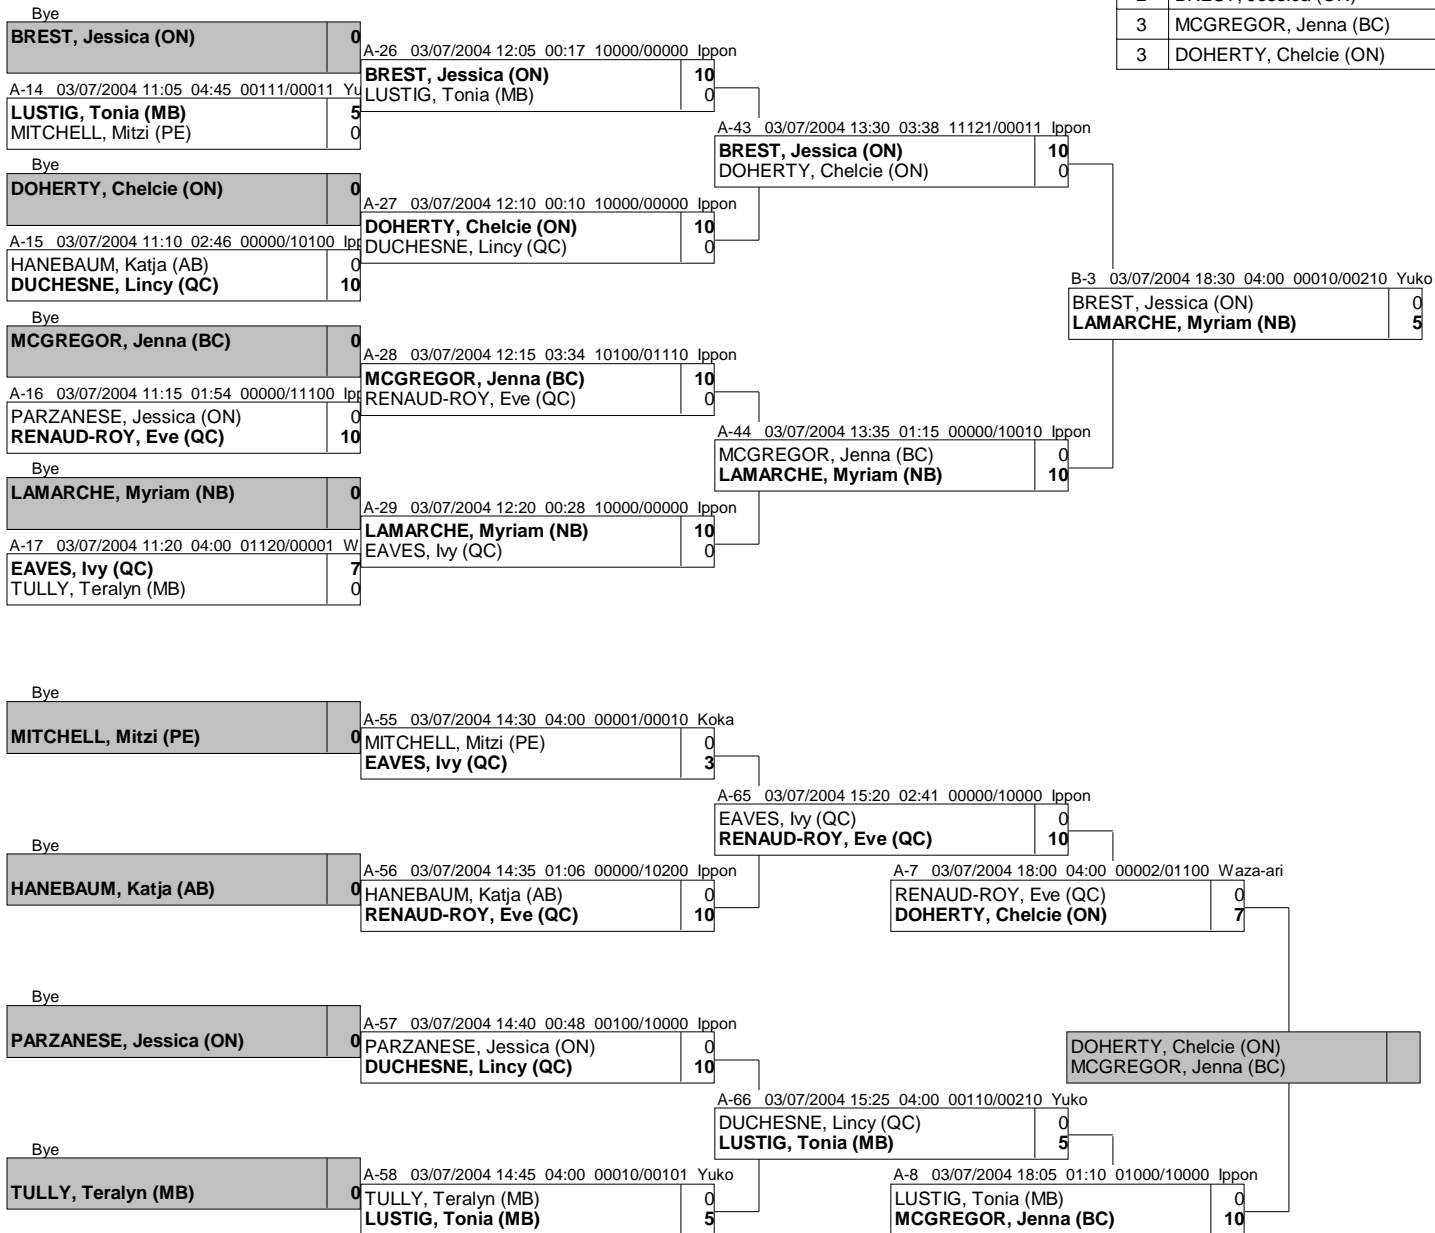 2 BREST, Jessica (ON)
3 MCGREGOR, Jenna (BC)
3 DOHERTY, Chelcie (ON)
Bye
BREST, Jessica (ON) 0
A-14 03/07/2004 11:05 04:45 00111/00011 Yu
LUSTIG, Tonia (MB) 5
MITCHELL, Mitzi (PE) 0
Bye
DOHERTY, Chelcie (ON) 0
A-15 03/07/2004 11:10 02:46 00000/10100 Ipp
HANEBAUM, Katja (AB) 0
DUCHESNE, Lincy (QC) 10
Bye
MCGREGOR, Jenna (BC) 0
A-16 03/07/2004 11:15 01:54 00000/11100 Ipp
PARZANESE, Jessica (ON) 0
RENAUD-ROY, Eve (QC) 10
Bye
LAMARCHE, Myriam (NB) 0
A-17 03/07/2004 11:20 04:00 01120/00001 W
EAVES, Ivy (QC) 7
TULLY, Teralyn (MB) 0
A-26 03/07/2004 12:05 00:17 10000/00000 Ippon
BREST, Jessica (ON) 10
LUSTIG, Tonia (MB) 0
A-27 03/07/2004 12:10 00:10 10000/00000 Ippon
DOHERTY, Chelcie (ON) 10
DUCHESNE, Lincy (QC) 0
A-28 03/07/2004 12:15 03:34 10100/01110 Ippon
MCGREGOR, Jenna (BC) 10
RENAUD-ROY, Eve (QC) 0
A-29 03/07/2004 12:20 00:28 10000/00000 Ippon
LAMARCHE, Myriam (NB) 10
EAVES, Ivy (QC) 0
A-43 03/07/2004 13:30 03:38 11121/00011 Ippon
BREST, Jessica (ON) 10
DOHERTY, Chelcie (ON) 0
A-44 03/07/2004 13:35 01:15 00000/10010 Ippon
MCGREGOR, Jenna (BC) 0
LAMARCHE, Myriam (NB) 10
B-3 03/07/2004 18:30 04:00 00010/00210 Yuko
BREST, Jessica (ON) 0
LAMARCHE, Myriam (NB) 5
Bye
MITCHELL, Mitzi (PE) 0
Bye
HANEBAUM, Katja (AB) 0
Bye
PARZANESE, Jessica (ON) 0
Bye
TULLY, Teralyn (MB) 0
A-55 03/07/2004 14:30 04:00 00001/00010 Koka
MITCHELL, Mitzi (PE) 0
EAVES, Ivy (QC) 3
A-56 03/07/2004 14:35 01:06 00000/10200 Ippon
HANEBAUM, Katja (AB) 0
RENAUD-ROY, Eve (QC) 10
A-57 03/07/2004 14:40 00:48 00100/10000 Ippon
PARZANESE, Jessica (ON) 0
DUCHESNE, Lincy (QC) 10
A-58 03/07/2004 14:45 04:00 00010/00101 Yuko
TULLY, Teralyn (MB) 0
LUSTIG, Tonia (MB) 5
A-65 03/07/2004 15:20 02:41 00000/10000 Ippon
EAVES, Ivy (QC) 0
RENAUD-ROY, Eve (QC) 10
A-66 03/07/2004 15:25 04:00 00110/00210 Yuko
DUCHESNE, Lincy (QC) 0
LUSTIG, Tonia (MB) 5
A-7 03/07/2004 18:00 04:00 00002/01100 Waza-ari
RENAUD-ROY, Eve (QC) 0
DOHERTY, Chelcie (ON) 7
A-8 03/07/2004 18:05 01:10 01000/10000 Ippon
LUSTIG, Tonia (MB) 0
MCGREGOR, Jenna (BC) 10
DOHERTY, Chelcie (ON)
MCGREGOR, Jenna (BC)